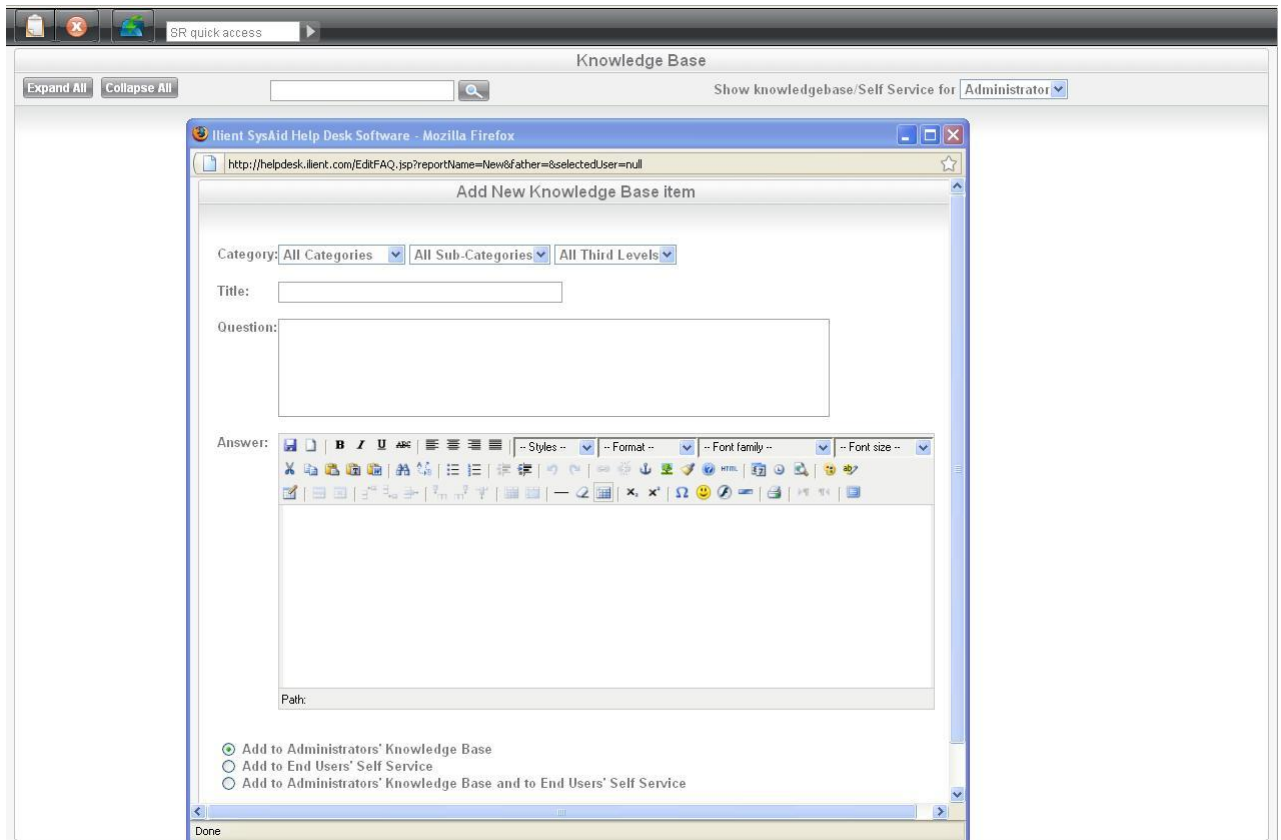 SR quick access
Knowledge Base
Expand All Collapse All Show knowledgebase/Self Service for Administrator
Ilient SysAid Help Desk Software - Mozilla Firefox
http://helpdesk.ilient.com/EditFAQ.jsp?reportName=New&father=&selectedUser=null
Add New Knowledge Base item
Category: All Categories All Sub-Categories All Third Levels
Title:
Question:
Answer: B I U ABC -- Styles -- -- Format -- -- Font family -- -- Font size --
HTML
Path:
Add to Administrators' Knowledge Base
Add to End Users' Self Service
Add to Administrators' Knowledge Base and to End Users' Self Service
Done